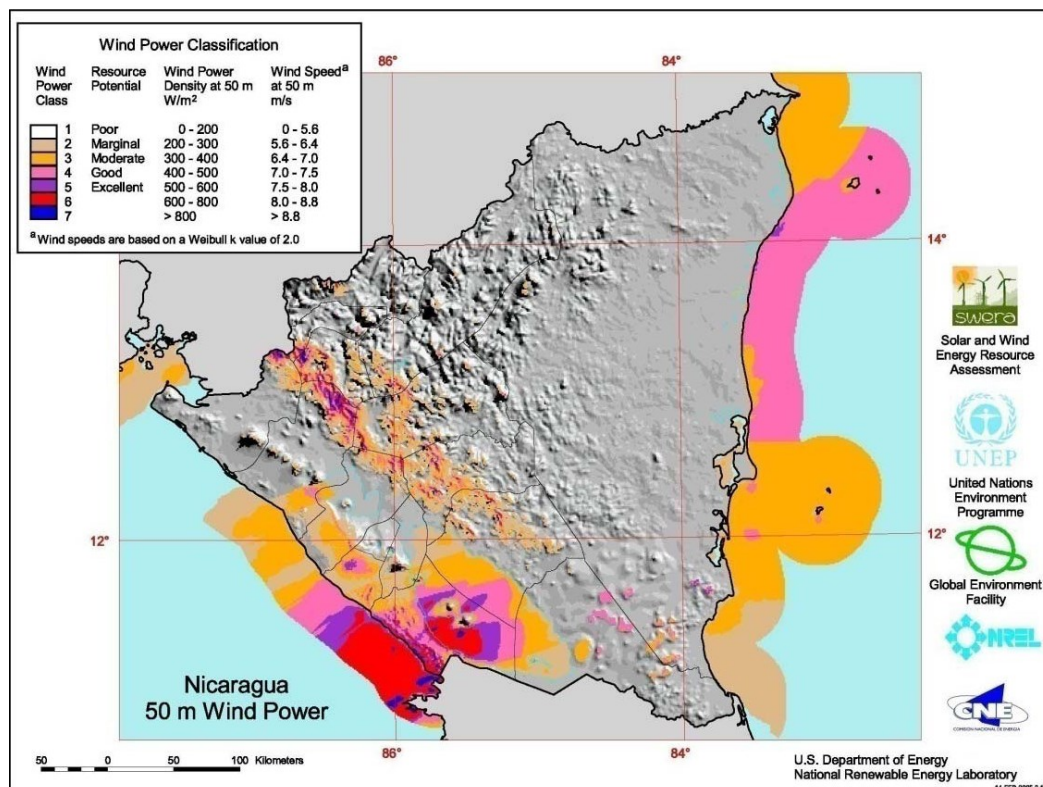 Wind Power Classification
Wind Power Class Resource Potential Wind Power Density at 50 m W/m² Wind Speedᵃ at 50 m m/s
1 Poor 0 - 200 0 - 5.6
2 Marginal 200 - 300 5.6 - 6.4
3 Moderate 300 - 400 6.4 - 7.0
4 Good 400 - 500 7.0 - 7.5
5 Excellent 500 - 600 7.5 - 8.0
6 600 - 800 8.0 - 8.8
7 > 800 > 8.8
ᵃ Wind speeds are based on a Weibull k value of 2.0
86°
84°
14°
14°
12°
12°
86°
84°
Nicaragua
50 m Wind Power
50 0 50 100 Kilometers
swera
Solar and Wind
Energy Resource
Assessment
UNEP
United Nations
Environment
Programme
Global Environment
Facility
NREL
CNE
COMISION NACIONAL DE ENERGIA
U.S. Department of Energy
National Renewable Energy Laboratory